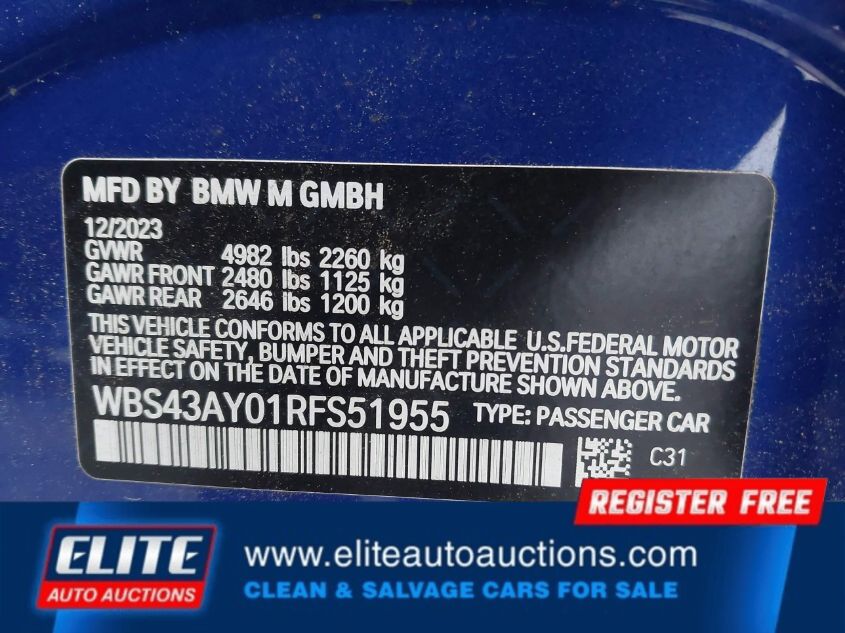 MFD BY BMW M GMBH
12/2023
GVWR 4982 lbs 2260 kg
GAWR FRONT 2480 lbs 1125 kg
GAWR REAR 2646 lbs 1200 kg
THIS VEHICLE CONFORMS TO ALL APPLICABLE U.S.FEDERAL MOTOR
VEHICLE SAFETY, BUMPER AND THEFT PREVENTION STANDARDS
IN EFFECT ON THE DATE OF MANUFACTURE SHOWN ABOVE.
WBS43AY01RFS51955 TYPE: PASSENGER CAR
C31
REGISTER FREE
ELITE
AUTO AUCTIONS
www.eliteautoauctions.com
CLEAN & SALVAGE CARS FOR SALE